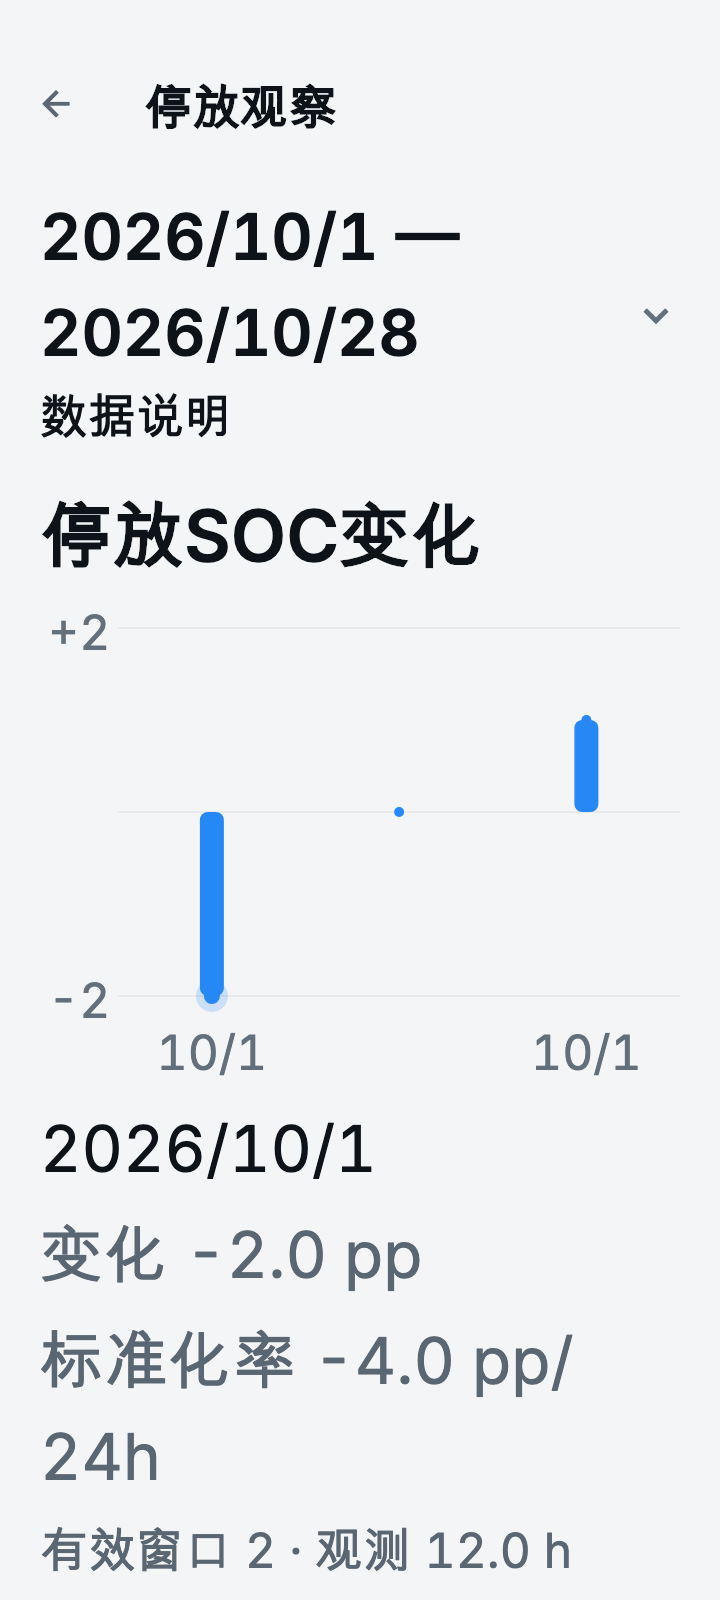 停放观察
2026/10/1 —
2026/10/28
数据说明
停放SOC变化
+2
-2
10/1
10/1
2026/10/1
变化 -2.0 pp
标准化率 -4.0 pp/
24h
有效窗口 2 · 观测 12.0 h